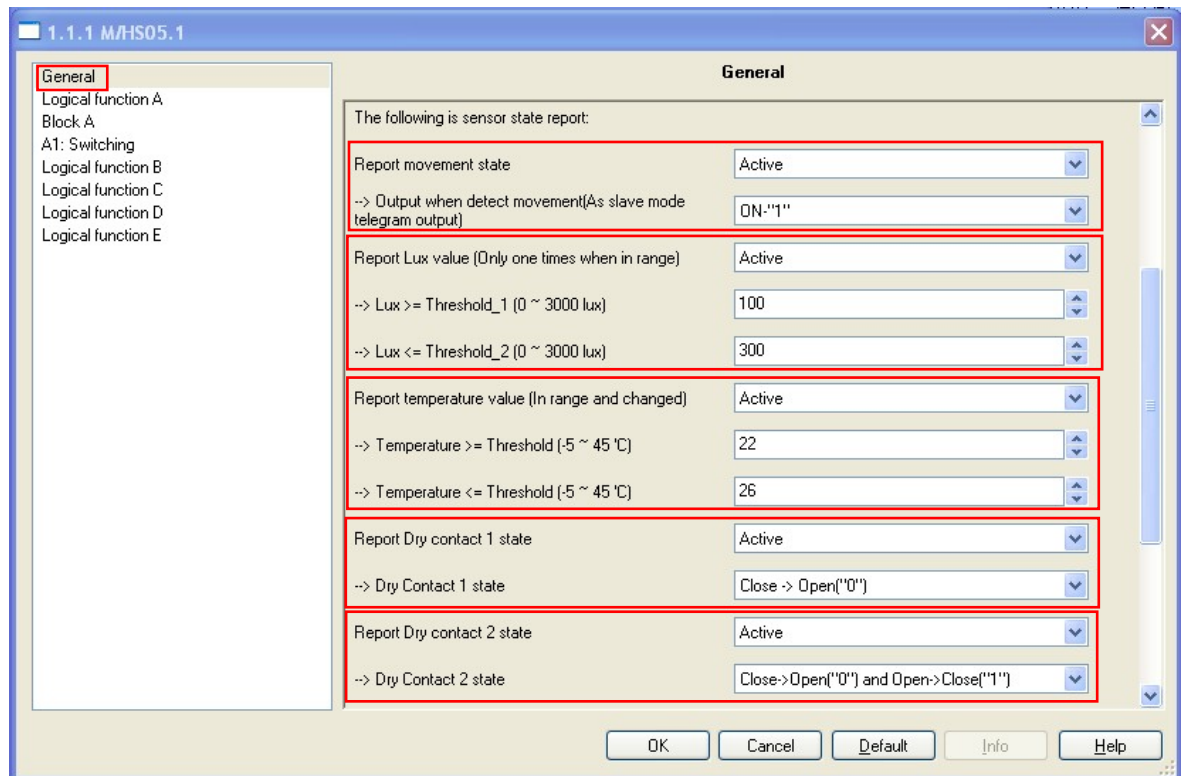 1.1.1 M/HS05.1
General
Logical function A
Block A
A1: Switching
Logical function B
Logical function C
Logical function D
Logical function E
General
The following is sensor state report:
Report movement state Active
--> Output when detect movement(As slave mode
telegram output) ON-"1"
Report Lux value (Only one times when in range) Active
--> Lux >= Threshold_1 (0 ~ 3000 lux) 100
--> Lux <= Threshold_2 (0 ~ 3000 lux) 300
Report temperature value (In range and changed) Active
--> Temperature >= Threshold (-5 ~ 45 'C) 22
--> Temperature <= Threshold (-5 ~ 45 'C) 26
Report Dry contact 1 state Active
--> Dry Contact 1 state Close -> Open("0")
Report Dry contact 2 state Active
--> Dry Contact 2 state Close->Open("0") and Open->Close("1")
OK Cancel Default Info Help